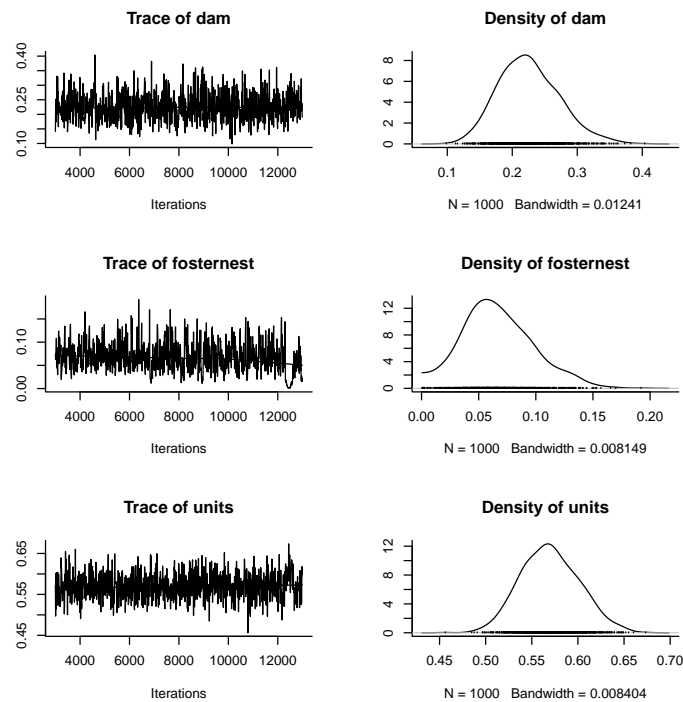 Trace of dam
Density of dam
0.10 0.25 0.40
4000 6000 8000 10000 12000
Iterations
0 2 4 6 8
0.1 0.2 0.3 0.4
N = 1000 Bandwidth = 0.01241
Trace of fosternest
Density of fosternest
0.00 0.10
4000 6000 8000 10000 12000
Iterations
0 4 8 12
0.00 0.05 0.10 0.15 0.20
N = 1000 Bandwidth = 0.008149
Trace of units
Density of units
0.45 0.55 0.65
4000 6000 8000 10000 12000
Iterations
0 4 8 12
0.45 0.50 0.55 0.60 0.65 0.70
N = 1000 Bandwidth = 0.008404